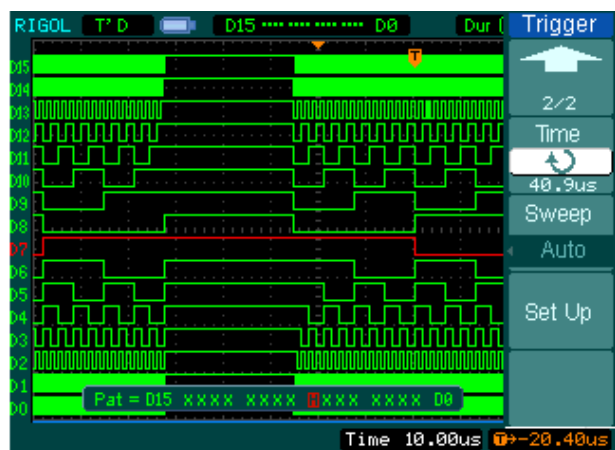 RIGOL T'D D15 ···· ···· ···· ···· D0 Dur (
Trigger
2/2
Time
40.9us
Sweep
Auto
Set Up
D15
D14
D13
D12
D11
D10
D9
D8
D7
D6
D5
D4
D3
D2
D1
D0
T
Pat = D15 XXXX XXXX HXXX XXXX D0
Time 10.00us T→-20.40us